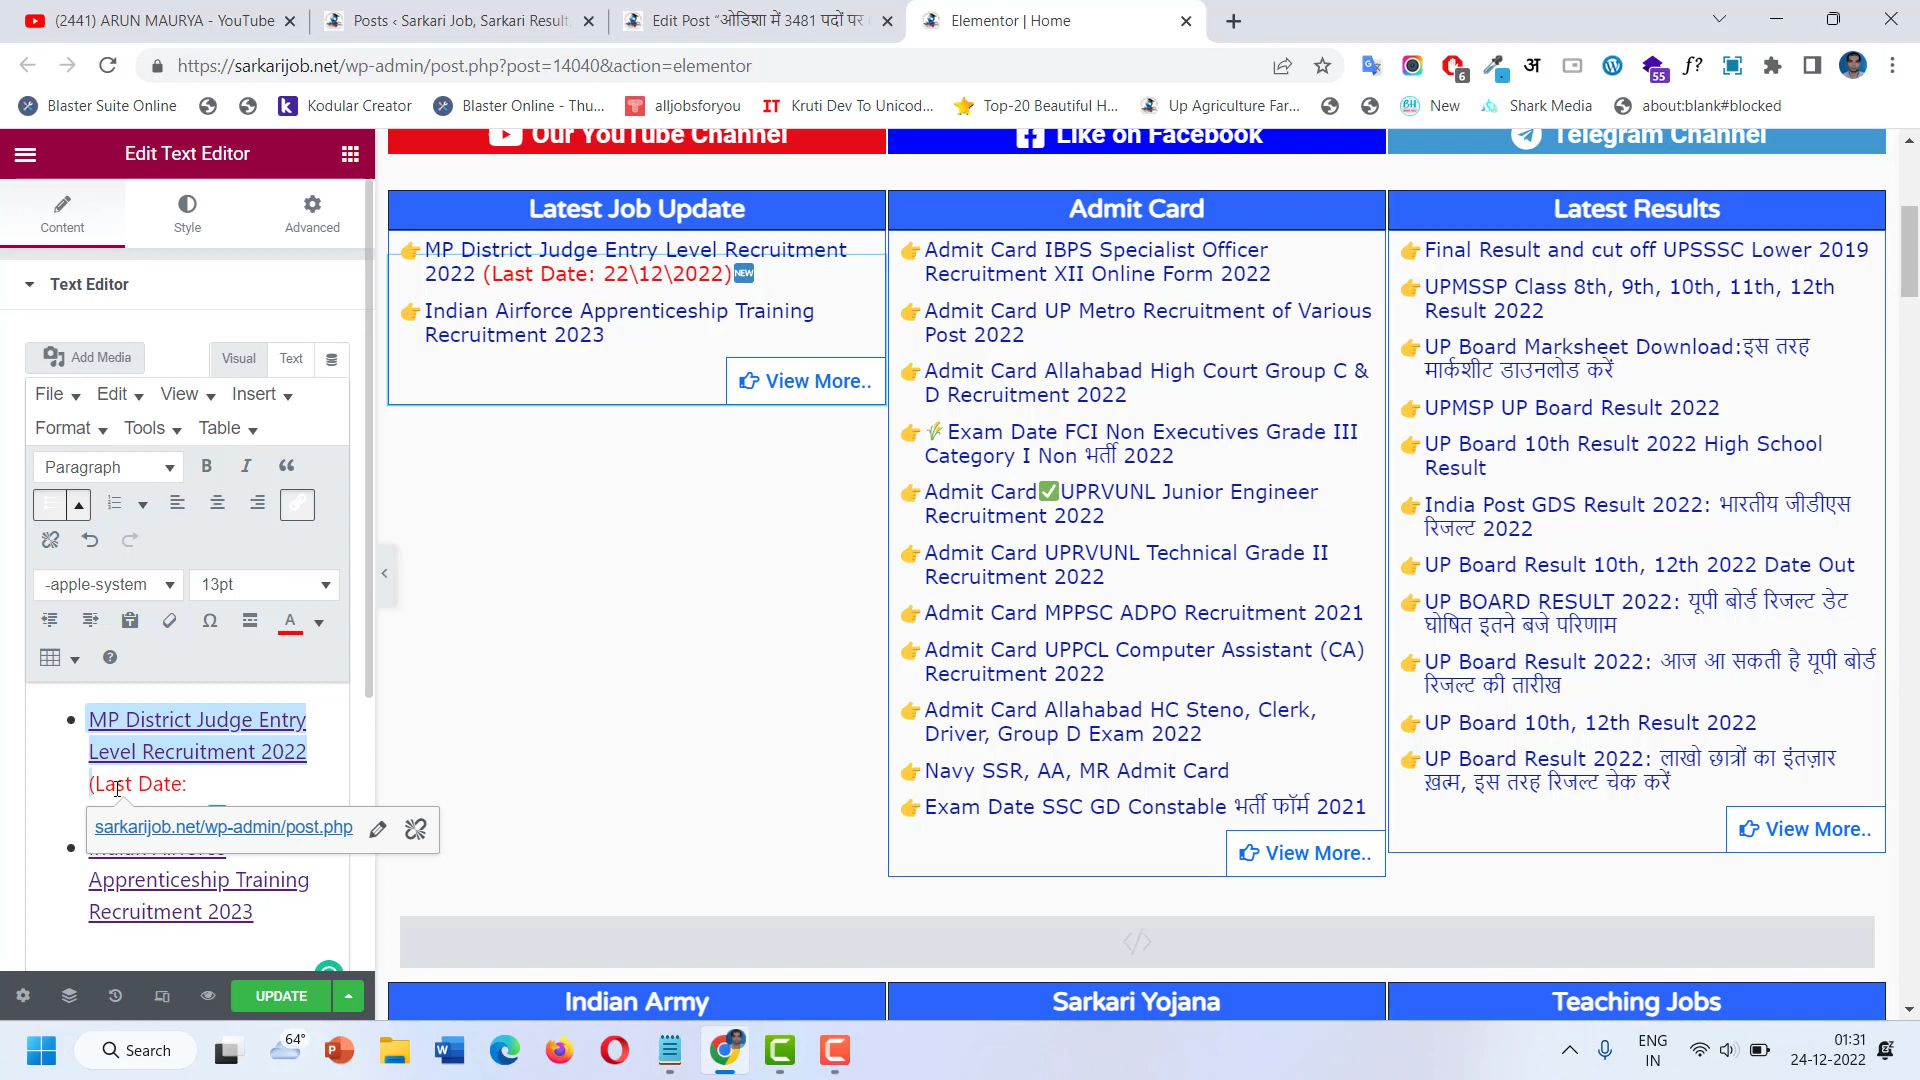 (2441) ARUN MAURYA - YouTube
Posts ‹ Sarkari Job, Sarkari Result,
Edit Post "ओडिशा में 3481 पदों पर
Elementor | Home
https://sarkarijob.net/wp-admin/post.php?post=14040&action=elementor
6
अ
55
f?
Blaster Suite Online
Kodular Creator
Blaster Online - Thu...
alljobsforyou
IT Kruti Dev To Unicod...
Top-20 Beautiful H...
Up Agriculture Far...
BH New
Shark Media
about:blank#blocked
Edit Text Editor
Content
Style
Advanced
Text Editor
Add Media
Visual
Text
File
Edit
View
Insert
Format
Tools
Table
Paragraph
B
I
-apple-system
13pt
Ω
A
MP District Judge Entry
Level Recruitment 2022
(Last Date:
sarkarijob.net/wp-admin/post.php
Apprenticeship Training
Recruitment 2023
UPDATE
Our YouTube Channel
Like on Facebook
Telegram Channel
Latest Job Update
MP District Judge Entry Level Recruitment
2022 (Last Date: 22\12\2022) NEW
Indian Airforce Apprenticeship Training
Recruitment 2023
View More..
Admit Card
Admit Card IBPS Specialist Officer
Recruitment XII Online Form 2022
Admit Card UP Metro Recruitment of Various
Post 2022
Admit Card Allahabad High Court Group C &
D Recruitment 2022
Exam Date FCI Non Executives Grade III
Category I Non भर्ती 2022
Admit Card✅UPRVUNL Junior Engineer
Recruitment 2022
Admit Card UPRVUNL Technical Grade II
Recruitment 2022
Admit Card MPPSC ADPO Recruitment 2021
Admit Card UPPCL Computer Assistant (CA)
Recruitment 2022
Admit Card Allahabad HC Steno, Clerk,
Driver, Group D Exam 2022
Navy SSR, AA, MR Admit Card
Exam Date SSC GD Constable भर्ती फॉर्म 2021
View More..
Latest Results
Final Result and cut off UPSSSC Lower 2019
UPMSSP Class 8th, 9th, 10th, 11th, 12th
Result 2022
UP Board Marksheet Download:इस तरह
मार्कशीट डाउनलोड करें
UPMSP UP Board Result 2022
UP Board 10th Result 2022 High School
Result
India Post GDS Result 2022: भारतीय जीडीएस
रिजल्ट 2022
UP Board Result 10th, 12th 2022 Date Out
UP BOARD RESULT 2022: यूपी बोर्ड रिजल्ट डेट
घोषित इतने बजे परिणाम
UP Board Result 2022: आज आ सकती है यूपी बोर्ड
रिजल्ट की तारीख
UP Board 10th, 12th Result 2022
UP Board Result 2022: लाखो छात्रों का इंतज़ार
ख़त्म, इस तरह रिजल्ट चेक करें
View More..
Indian Army
Sarkari Yojana
Teaching Jobs
Search
64°
ENG
IN
01:31
24-12-2022